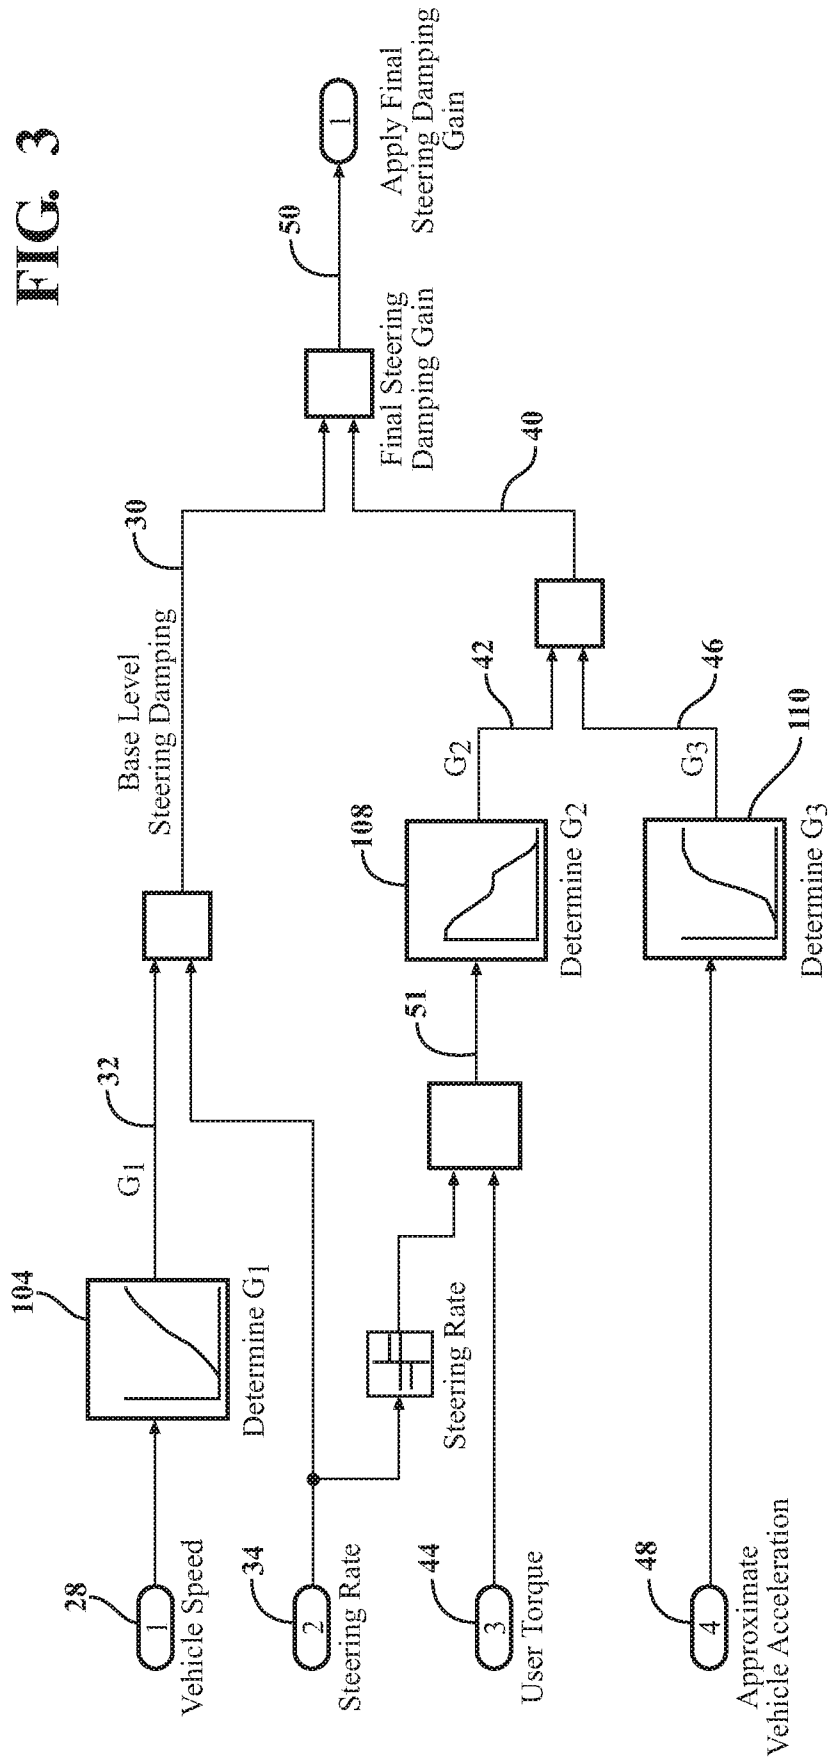 FIG. 3
28
1
Vehicle Speed
104
Determine G1
G1
32
Base Level
Steering Damping
30
34
2
Steering Rate
Steering Rate
44
3
User Torque
51
108
Determine G2
G2
42
48
4
Approximate
Vehicle Acceleration
110
Determine G3
G3
46
40
Final Steering
Damping Gain
50
1
Apply Final
Steering Damping
Gain